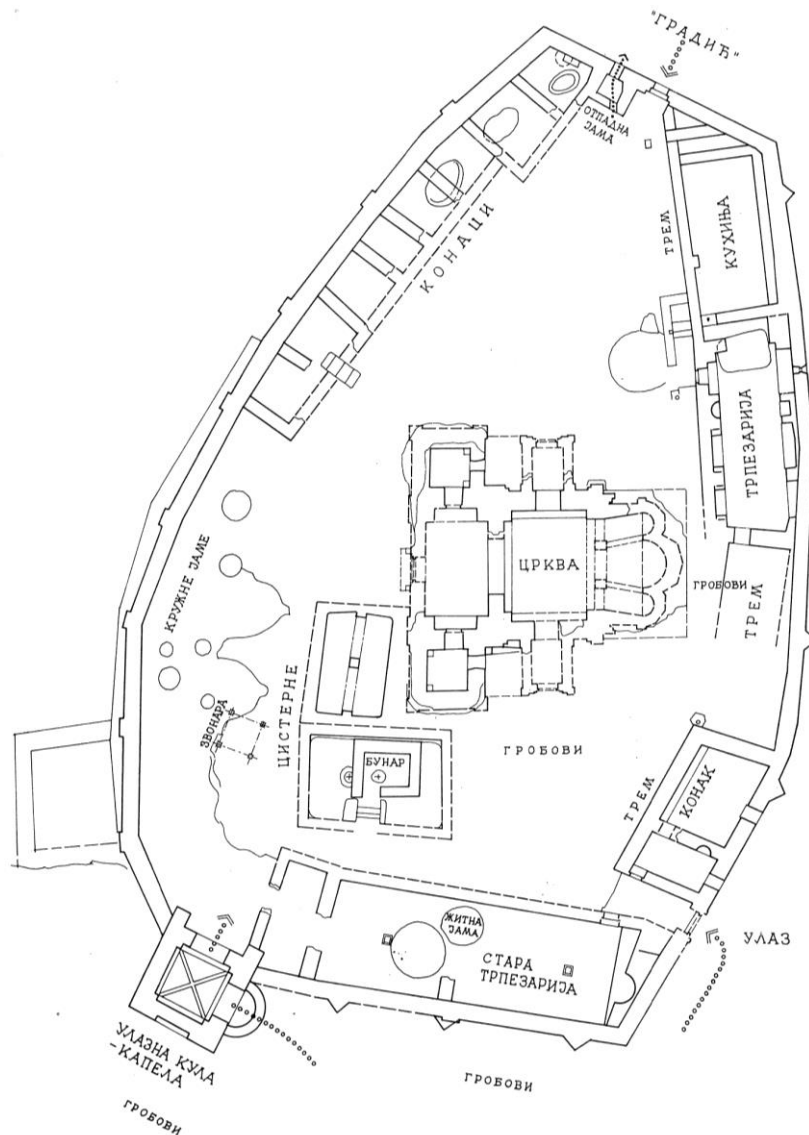 "ГРАДИЋ"
ОТПАДНА
ЈАМА
КОНАЦИ
ТРЕМ
КУХИЊА
ТРПЕЗАРИЈА
ЦРКВА
ГРОБОВИ
ТРЕМ
КРУЖНЕ ЈАМЕ
ЗВОНАРА
ЦИСТЕРНЕ
БУНАР
ГРОБОВИ
ТРЕМ
КОНАК
ЖИТНА
ЈАМА
СТАРА
ТРПЕЗАРИЈА
УЛАЗ
УЛАЗНА КУЛА
-КАПЕЛА
ГРОБОВИ
ГРОБОВИ